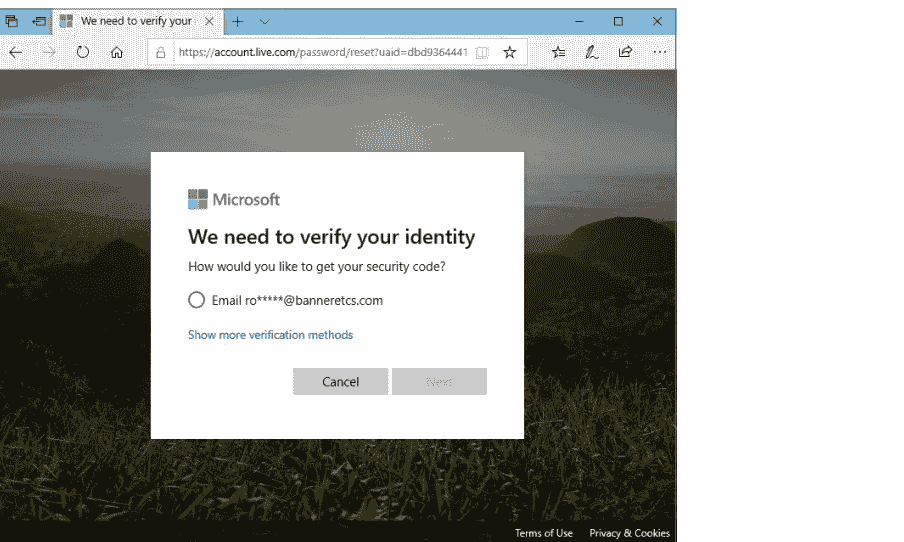 We need to verify your
https://account.live.com/password/reset?uaid=dbd9364441
Microsoft
We need to verify your identity
How would you like to get your security code?
Email ro*****@banneretcs.com
Show more verification methods
Cancel
Next
Terms of Use
Privacy & Cookies